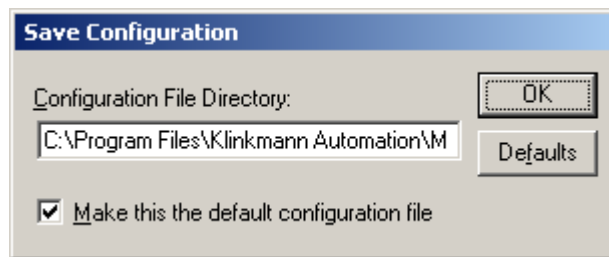 Save Configuration
Configuration File Directory:
OK
C:\Program Files\Klinkmann Automation\M
Defaults
Make this the default configuration file